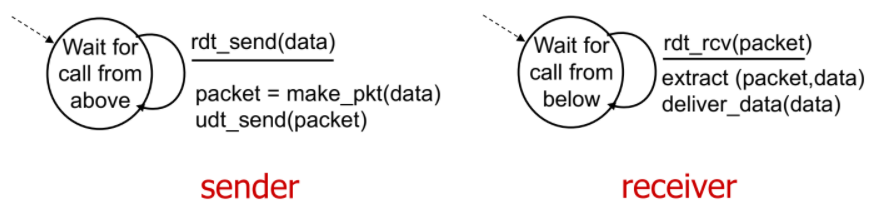 Wait for
call from
above
rdt_send(data)
packet = make_pkt(data)
udt_send(packet)
sender
Wait for
call from
below
rdt_rcv(packet)
extract (packet,data)
deliver_data(data)
receiver